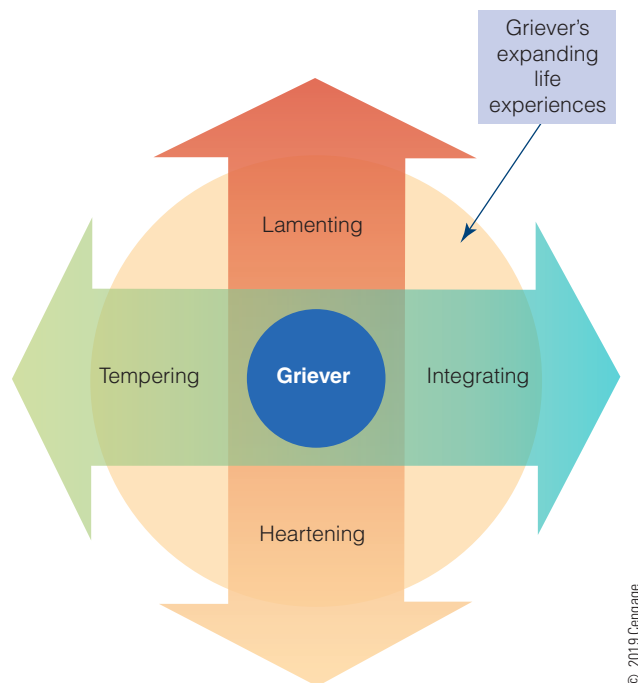 Griever's
expanding
life
experiences
Lamenting
Tempering
Griever
Integrating
Heartening
© 2019 Cengage